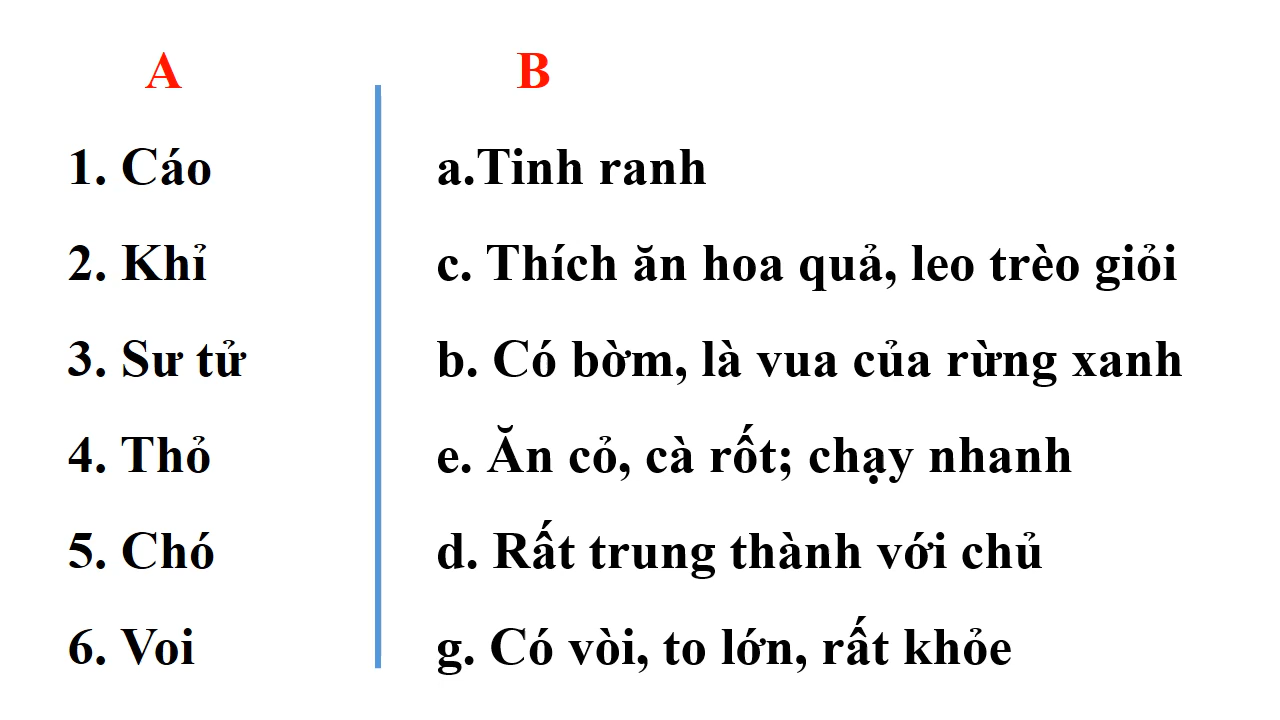 A B
1. Cáo a.Tinh ranh
2. Khỉ c. Thích ăn hoa quả, leo trèo giỏi
3. Sư tử b. Có bờm, là vua của rừng xanh
4. Thỏ e. Ăn cỏ, cà rốt; chạy nhanh
5. Chó d. Rất trung thành với chủ
6. Voi g. Có vòi, to lớn, rất khỏe